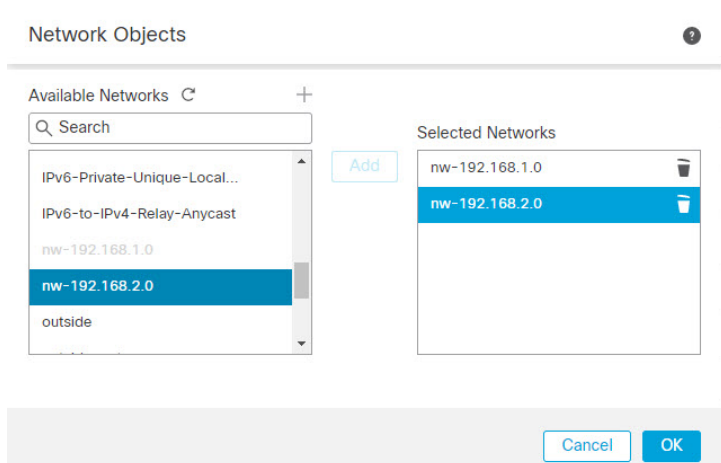 Network Objects
Available Networks
Search
IPv6-Private-Unique-Local...
IPv6-to-IPv4-Relay-Anycast
nw-192.168.1.0
nw-192.168.2.0
outside
Add
Selected Networks
nw-192.168.1.0
nw-192.168.2.0
Cancel
OK